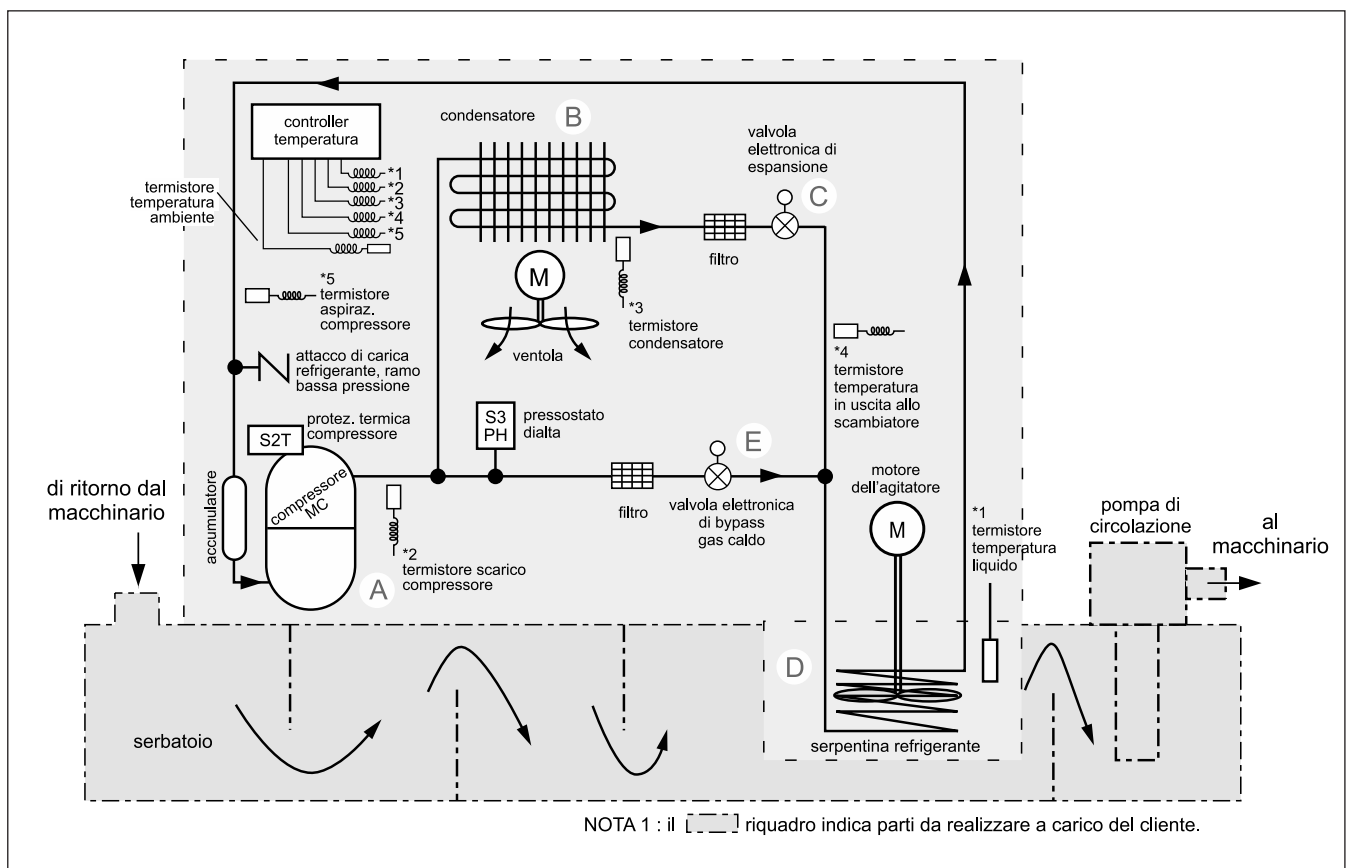 controller
temperatura
*1
*2
*3
*4
*5
termistore
temperatura
ambiente
*5
termistore
aspiraz.
compressore
attacco di carica
refrigerante, ramo
bassa pressione
condensatore
B
M
ventola
*3
termistore
condensatore
filtro
valvola
elettronica di
espansione
C
*4
termistore
temperatura
in uscita allo
scambiatore
protez. termica
compressore
S2T
S3
PH
pressostato
dialta
compressore
MC
A
accumulatore
*2
termistore scarico
compressore
filtro
E
valvola elettronica
di bypass
gas caldo
motore
dell'agitatore
M
*1
termistore
temperatura
liquido
di ritorno dal
macchinario
pompa di
circolazione
al
macchinario
D
serpentina refrigerante
serbatoio
NOTA 1 : il riquadro indica parti da realizzare a carico del cliente.